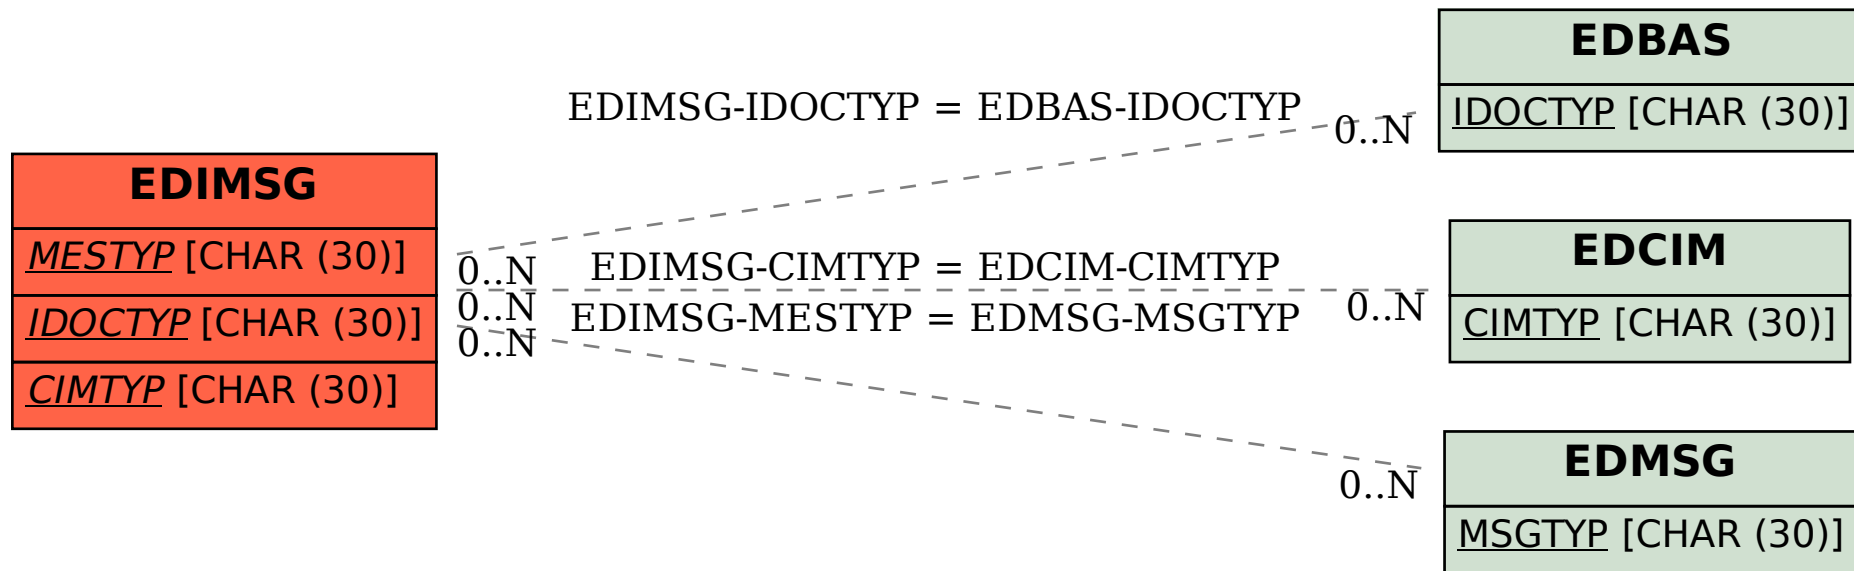 EDIMSG
MESTYP [CHAR (30)]
IDOCTYP [CHAR (30)]
CIMTYP [CHAR (30)]
EDIMSG-IDOCTYP = EDBAS-IDOCTYP
0..N
0..N
EDIMSG-CIMTYP = EDCIM-CIMTYP
0..N
0..N
EDIMSG-MESTYP = EDMSG-MSGTYP
0..N
0..N
EDBAS
IDOCTYP [CHAR (30)]
EDCIM
CIMTYP [CHAR (30)]
EDMSG
MSGTYP [CHAR (30)]